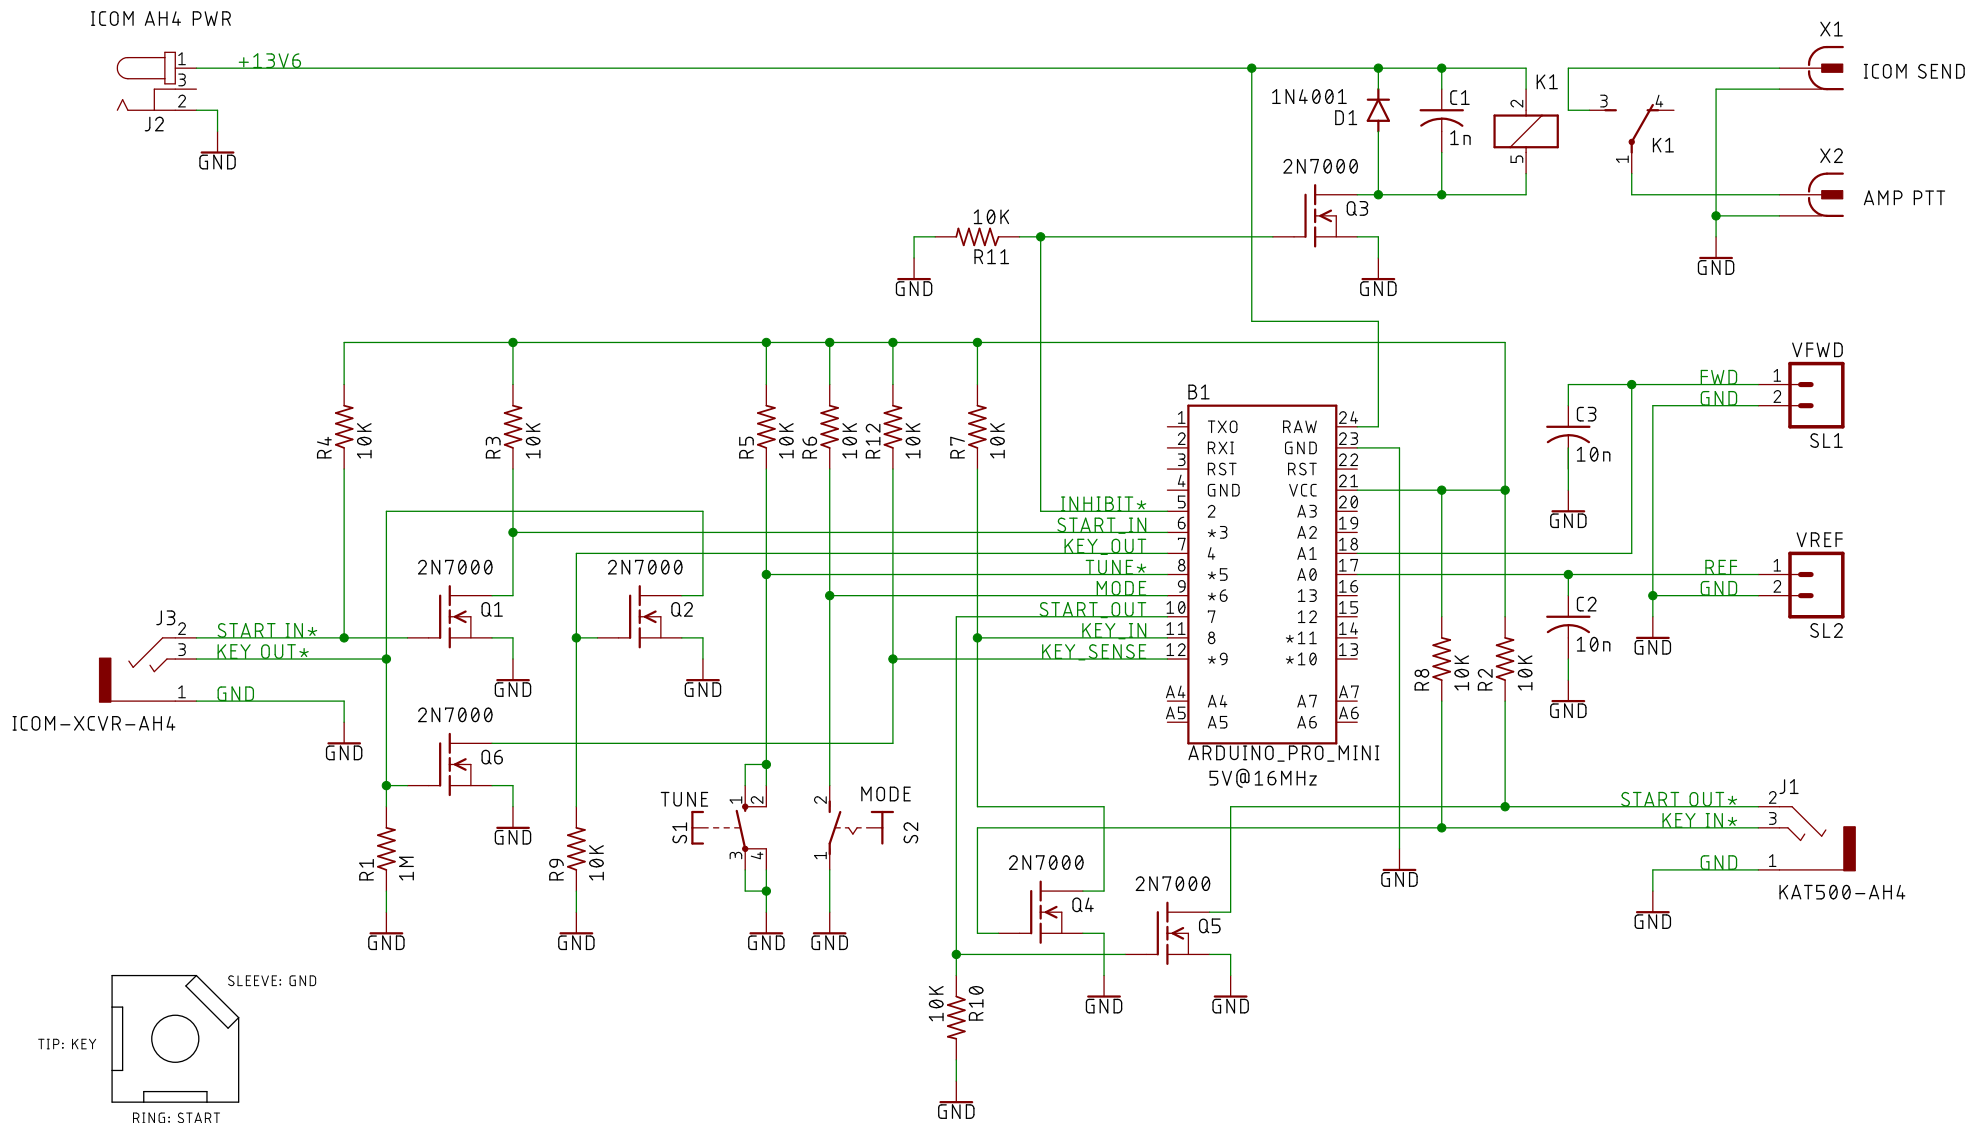 ICOM AH4 PWR
1
+13V6
3
2
J2
GND
X1
ICOM SEND
K1
1N4001
D1
C1
1n
2
5
3
4
K1
1
X2
AMP PTT
2N7000
Q3
10K
R11
GND
GND
GND
R4
10K
R3
10K
R5
10K
R6
10K
R12
10K
R7
10K
B1
1 TXO RAW 24
2 RXI GND 23
3 RST RST 22
4 GND VCC 21
INHIBIT* 5 2 A3 20
START_IN 6 *3 A2 19
KEY_OUT 7 4 A1 18
TUNE* 8 *5 A0 17
MODE 9 *6 13 16
START_OUT 10 7 12 15
KEY_IN 11 8 *11 14
KEY_SENSE 12 *9 *10 13
A4 A4 A7 A7
A5 A5 A6 A6
ARDUINO_PRO_MINI
5V@16MHz
VFWD
FWD 1
GND 2
SL1
C3
10n
GND
VREF
REF 1
GND 2
SL2
C2
10n
GND
GND
R8
10K
R2
10K
2N7000
Q1
GND
2N7000
Q2
GND
J3
2 START IN*
3 KEY OUT*
1 GND
ICOM-XCVR-AH4
GND
2N7000
Q6
GND
R1
1M
GND
R9
10K
GND
TUNE
S1
1
2
3
4
GND
MODE
S2
2
1
GND
J1
START OUT* 2
KEY IN* 3
GND 1
KAT500-AH4
GND
GND
2N7000
Q4
GND
2N7000
Q5
GND
10K
R10
GND
SLEEVE: GND
TIP: KEY
RING: START